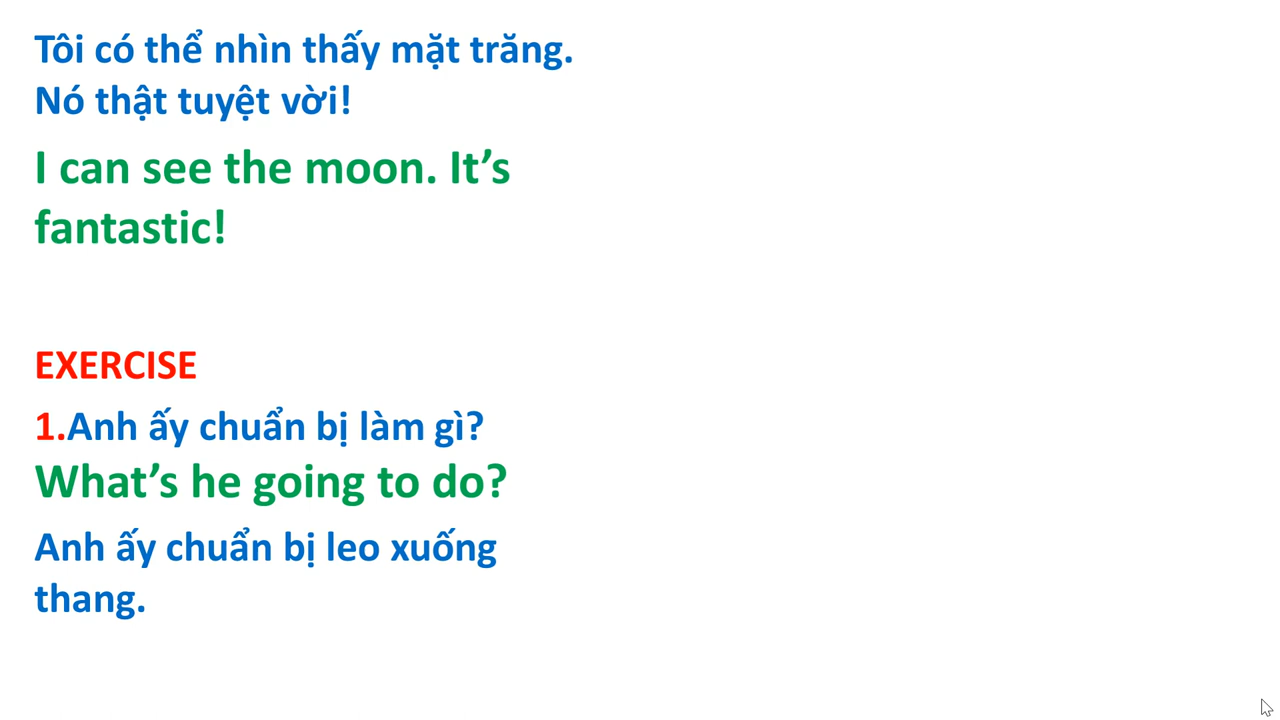 Tôi có thể nhìn thấy mặt trăng.
Nó thật tuyệt vời!
I can see the moon. It’s
fantastic!
EXERCISE
1.Anh ấy chuẩn bị làm gì?
What’s he going to do?
Anh ấy chuẩn bị leo xuống
thang.